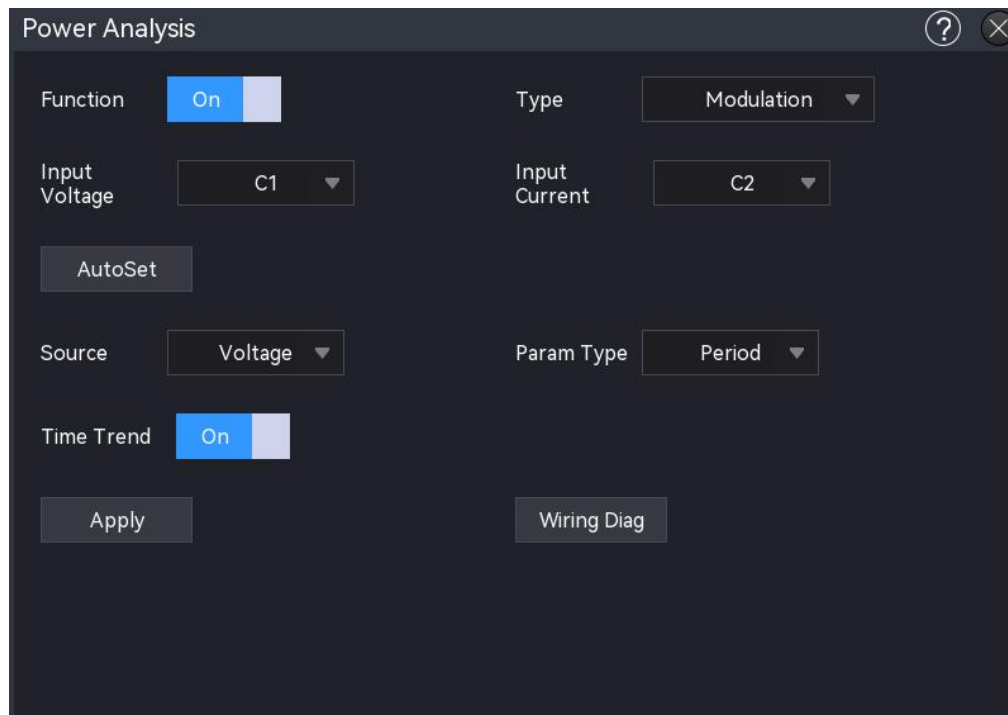 Power Analysis ?
Function On Type Modulation
Input Voltage C1 Input Current C2
AutoSet
Source Voltage Param Type Period
Time Trend On
Apply Wiring Diag